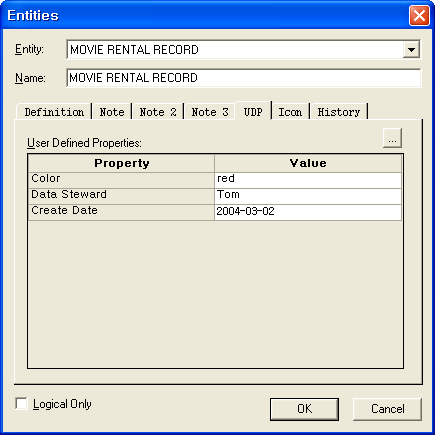 Entities
Entity: MOVIE RENTAL RECORD
Name: MOVIE RENTAL RECORD
Definition Note Note 2 Note 3 UDP Icon History
User Defined Properties: ...
Property Value
Color red
Data Steward Tom
Create Date 2004-03-02
Logical Only OK Cancel